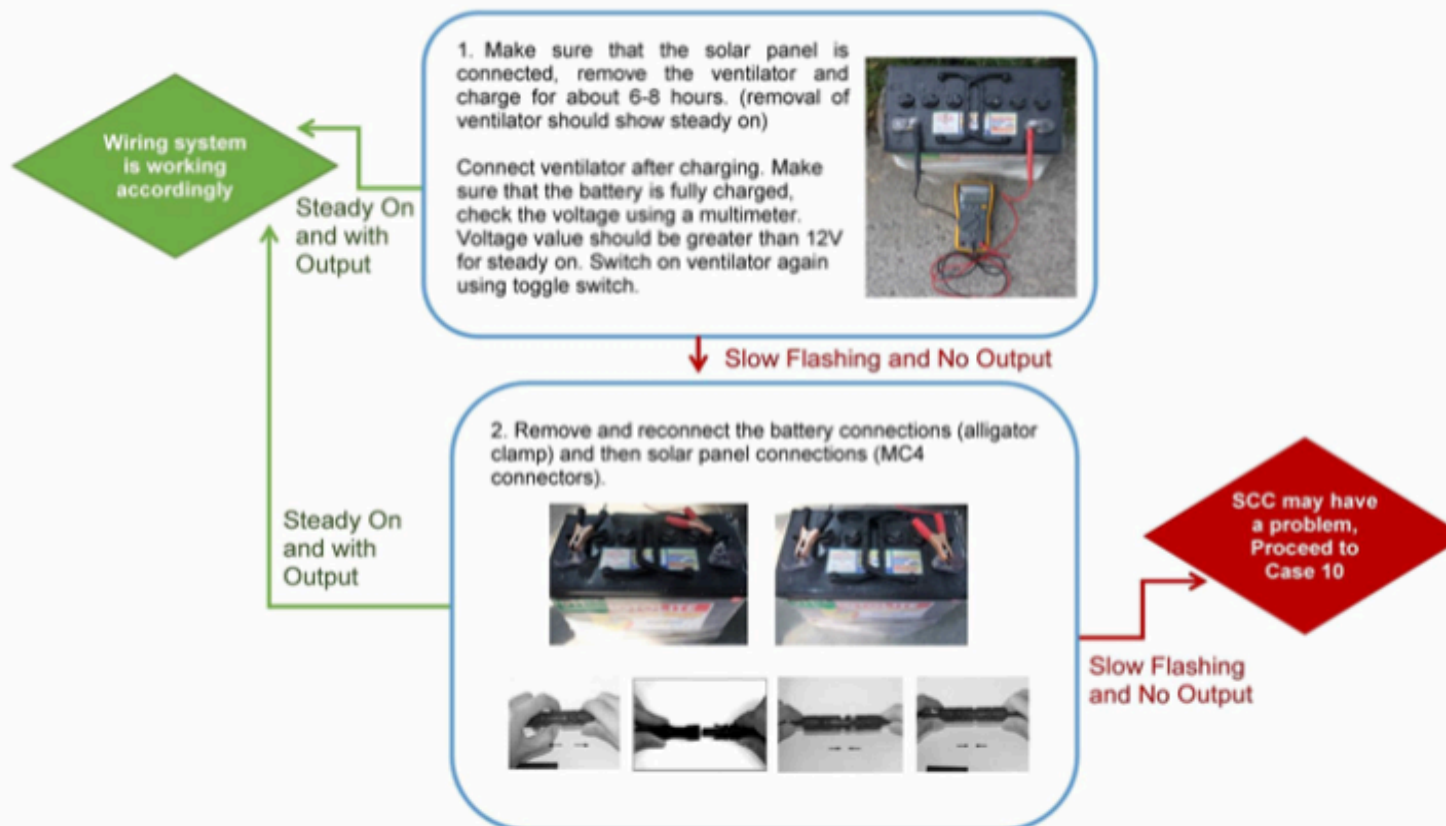 1. Make sure that the solar panel is
connected, remove the ventilator and
charge for about 6-8 hours. (removal of
ventilator should show steady on)
Connect ventilator after charging. Make
sure that the battery is fully charged,
check the voltage using a multimeter.
Voltage value should be greater than 12V
for steady on. Switch on ventilator again
using toggle switch.
Wiring system
is working
accordingly
Steady On
and with
Output
Slow Flashing and No Output
2. Remove and reconnect the battery connections (alligator
clamp) and then solar panel connections (MC4
connectors).
Steady On
and with
Output
SCC may have
a problem,
Proceed to
Case 10
Slow Flashing
and No Output